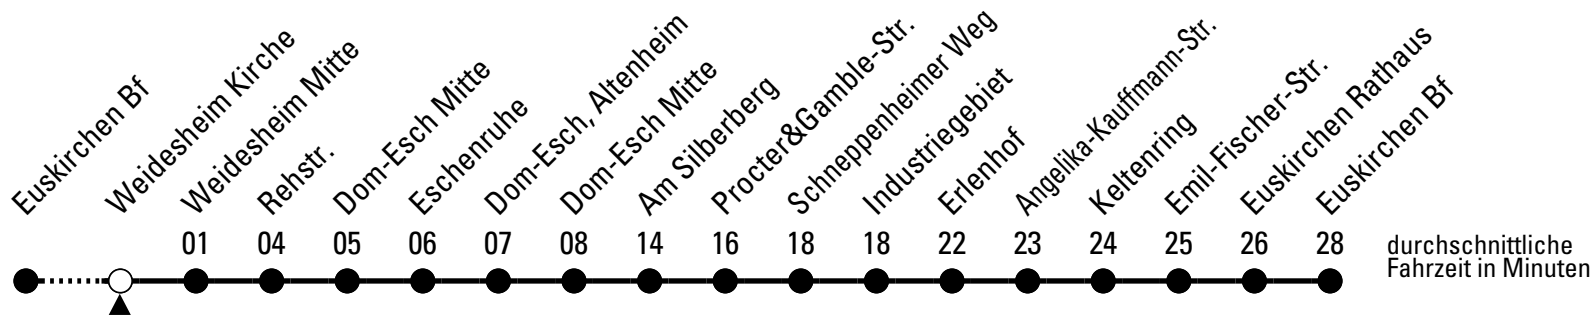 Euskirchen Bf
Weidesheim Kirche
Weidesheim Mitte
Rehstr.
Dom-Esch Mitte
Eschenruhe
Dom-Esch, Altenheim
Dom-Esch Mitte
Am Silberberg
Procter&Gamble-Str.
Schneppenheimer Weg
Industriegebiet
Erlenhof
Angelika-Kauffmann-Str.
Keltenring
Emil-Fischer-Str.
Euskirchen Rathaus
Euskirchen Bf
01 04 05 06 07 08 14 16 18 18 22 23 24 25 26 28
durchschnittliche
Fahrzeit in Minuten